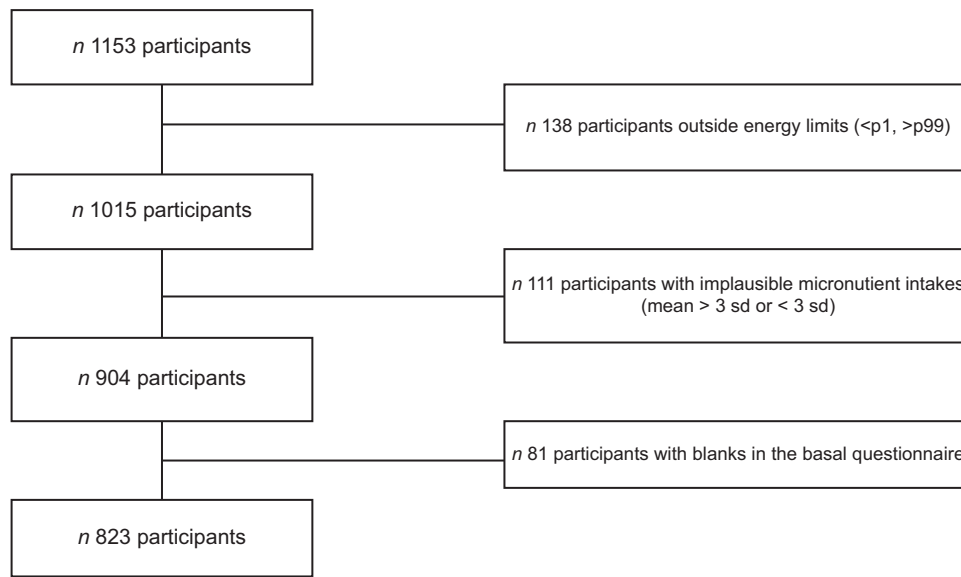 n 1153 participants
n 138 participants outside energy limits (<p1, >p99)
n 1015 participants
n 111 participants with implausible micronutrient intakes
(mean > 3 sd or < 3 sd)
n 904 participants
n 81 participants with blanks in the basal questionnaire
n 823 participants